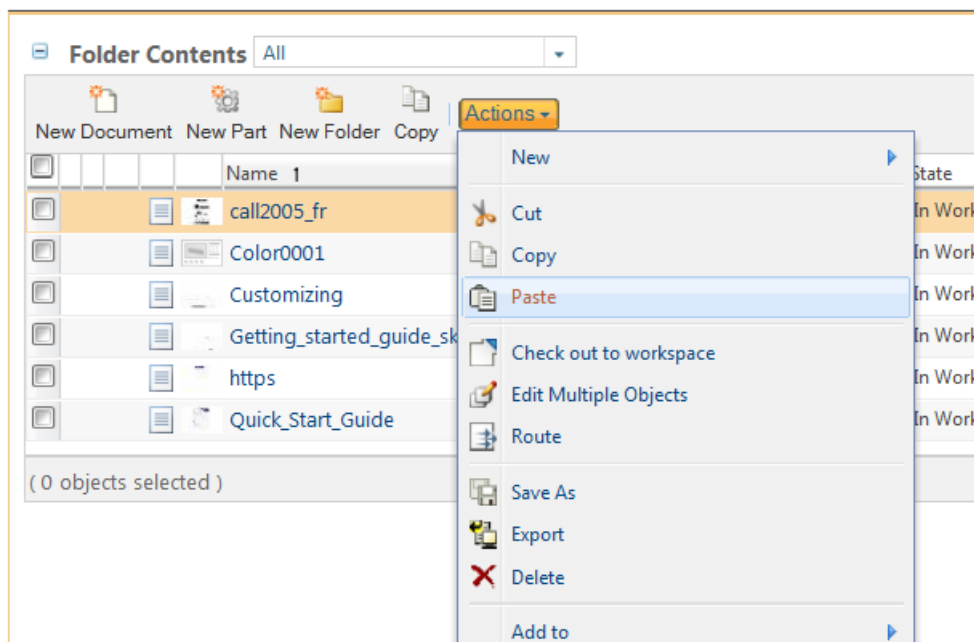 Folder Contents All
New Document New Part New Folder Copy Actions
Name 1 State
call2005_fr In Work
Color0001 In Work
Customizing In Work
Getting_started_guide_sk In Work
https In Work
Quick_Start_Guide In Work
( 0 objects selected )
New
Cut
Copy
Paste
Check out to workspace
Edit Multiple Objects
Route
Save As
Export
Delete
Add to